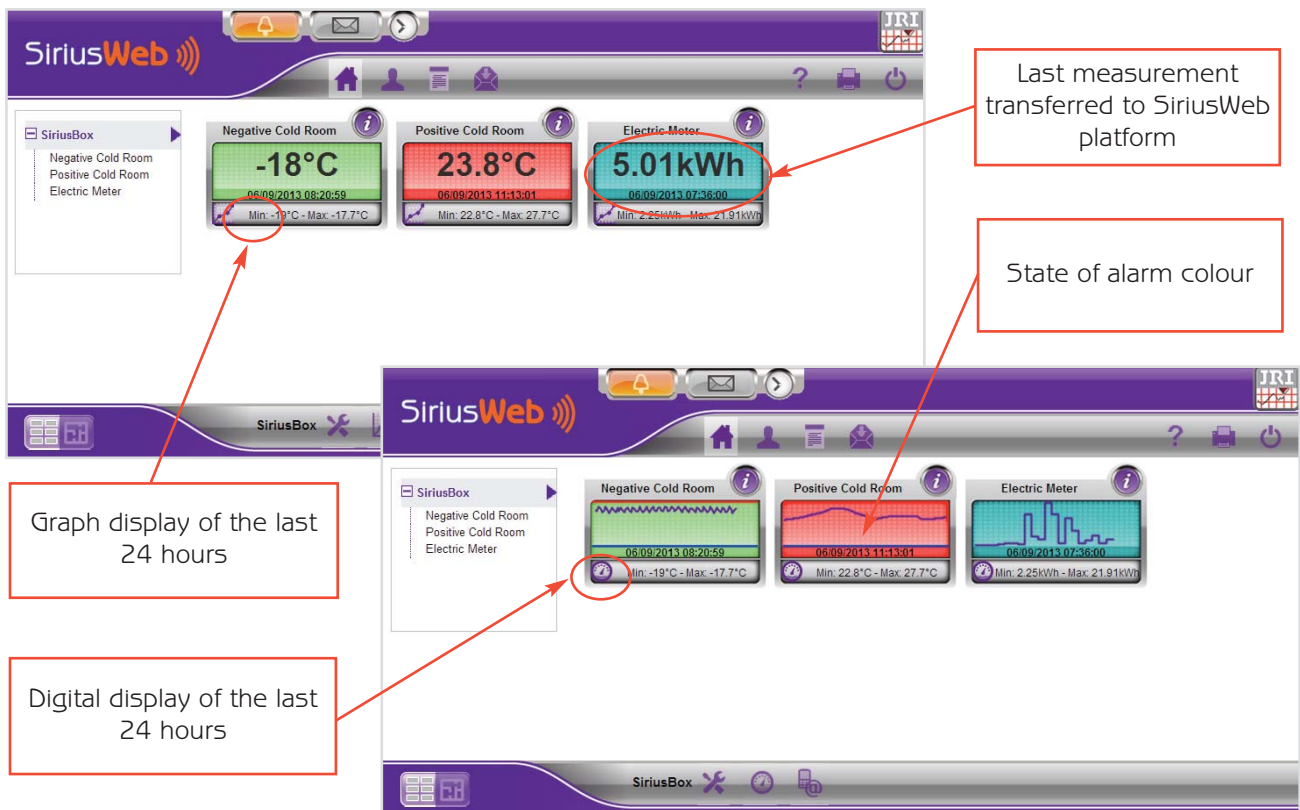 SiriusWeb
JRI
?
SiriusBox
Negative Cold Room
Positive Cold Room
Electric Meter
Negative Cold Room
i
-18°C
06/09/2013 08:20:59
Min: -19°C - Max: -17.7°C
Positive Cold Room
i
23.8°C
06/09/2013 11:13:01
Min: 22.8°C - Max: 27.7°C
Electric Meter
i
5.01kWh
06/09/2013 07:36:00
Min: 2.25kWh - Max: 21.91kWh
SiriusBox
Last measurement
transferred to SiriusWeb
platform
State of alarm colour
Graph display of the last
24 hours
Digital display of the last
24 hours
SiriusWeb
JRI
?
SiriusBox
Negative Cold Room
Positive Cold Room
Electric Meter
Negative Cold Room
i
06/09/2013 08:20:59
Min: -19°C - Max: -17.7°C
Positive Cold Room
i
06/09/2013 11:13:01
Min: 22.8°C - Max: 27.7°C
Electric Meter
i
06/09/2013 07:36:00
Min: 2.25kWh - Max: 21.91kWh
SiriusBox
@